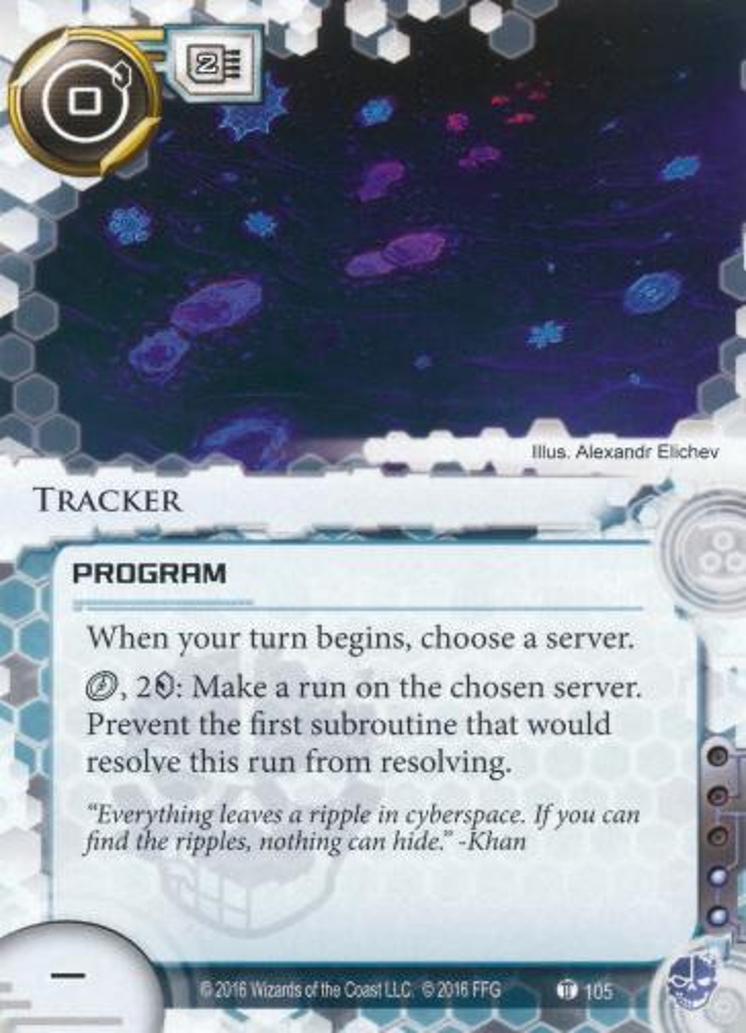 2
Illus. Alexandr Elichev
TRACKER
PROGRAM
When your turn begins, choose a server.
, 2: Make a run on the chosen server.
Prevent the first subroutine that would
resolve this run from resolving.
“Everything leaves a ripple in cyberspace. If you can
find the ripples, nothing can hide.” -Khan
–
© 2016 Wizards of the Coast LLC. © 2016 FFG 105